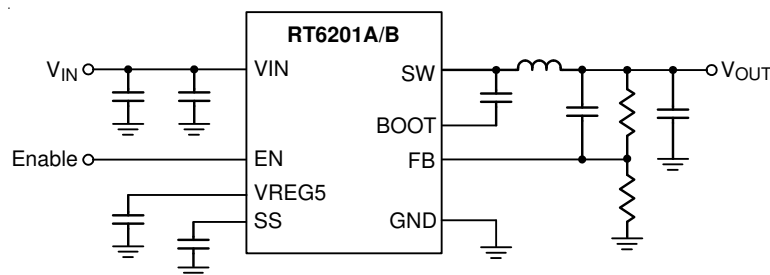 RT6201A/B
VIN
VIN
SW
VOUT
BOOT
Enable
EN
FB
VREG5
SS
GND